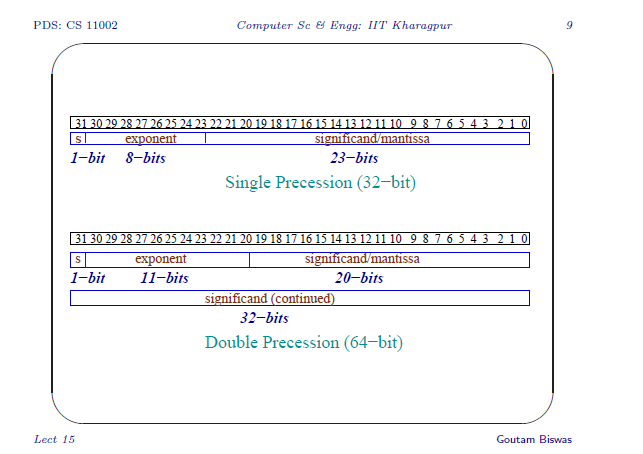 PDS: CS 11002 Computer Sc & Engg: IIT Kharagpur 9
31 30 29 28 27 26 25 24 23 22 21 20 19 18 17 16 15 14 13 12 11 10 9 8 7 6 5 4 3 2 1 0
s exponent significand/mantissa
1−bit 8−bits 23−bits
Single Precession (32−bit)
31 30 29 28 27 26 25 24 23 22 21 20 19 18 17 16 15 14 13 12 11 10 9 8 7 6 5 4 3 2 1 0
s exponent significand/mantissa
1−bit 11−bits 20−bits
significand (continued)
32−bits
Double Precession (64−bit)
Lect 15 Goutam Biswas